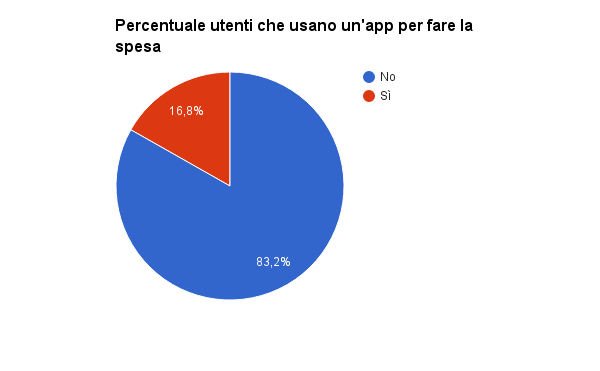 Percentuale utenti che usano un'app per fare la
spesa
No
Sì
16,8%
83,2%